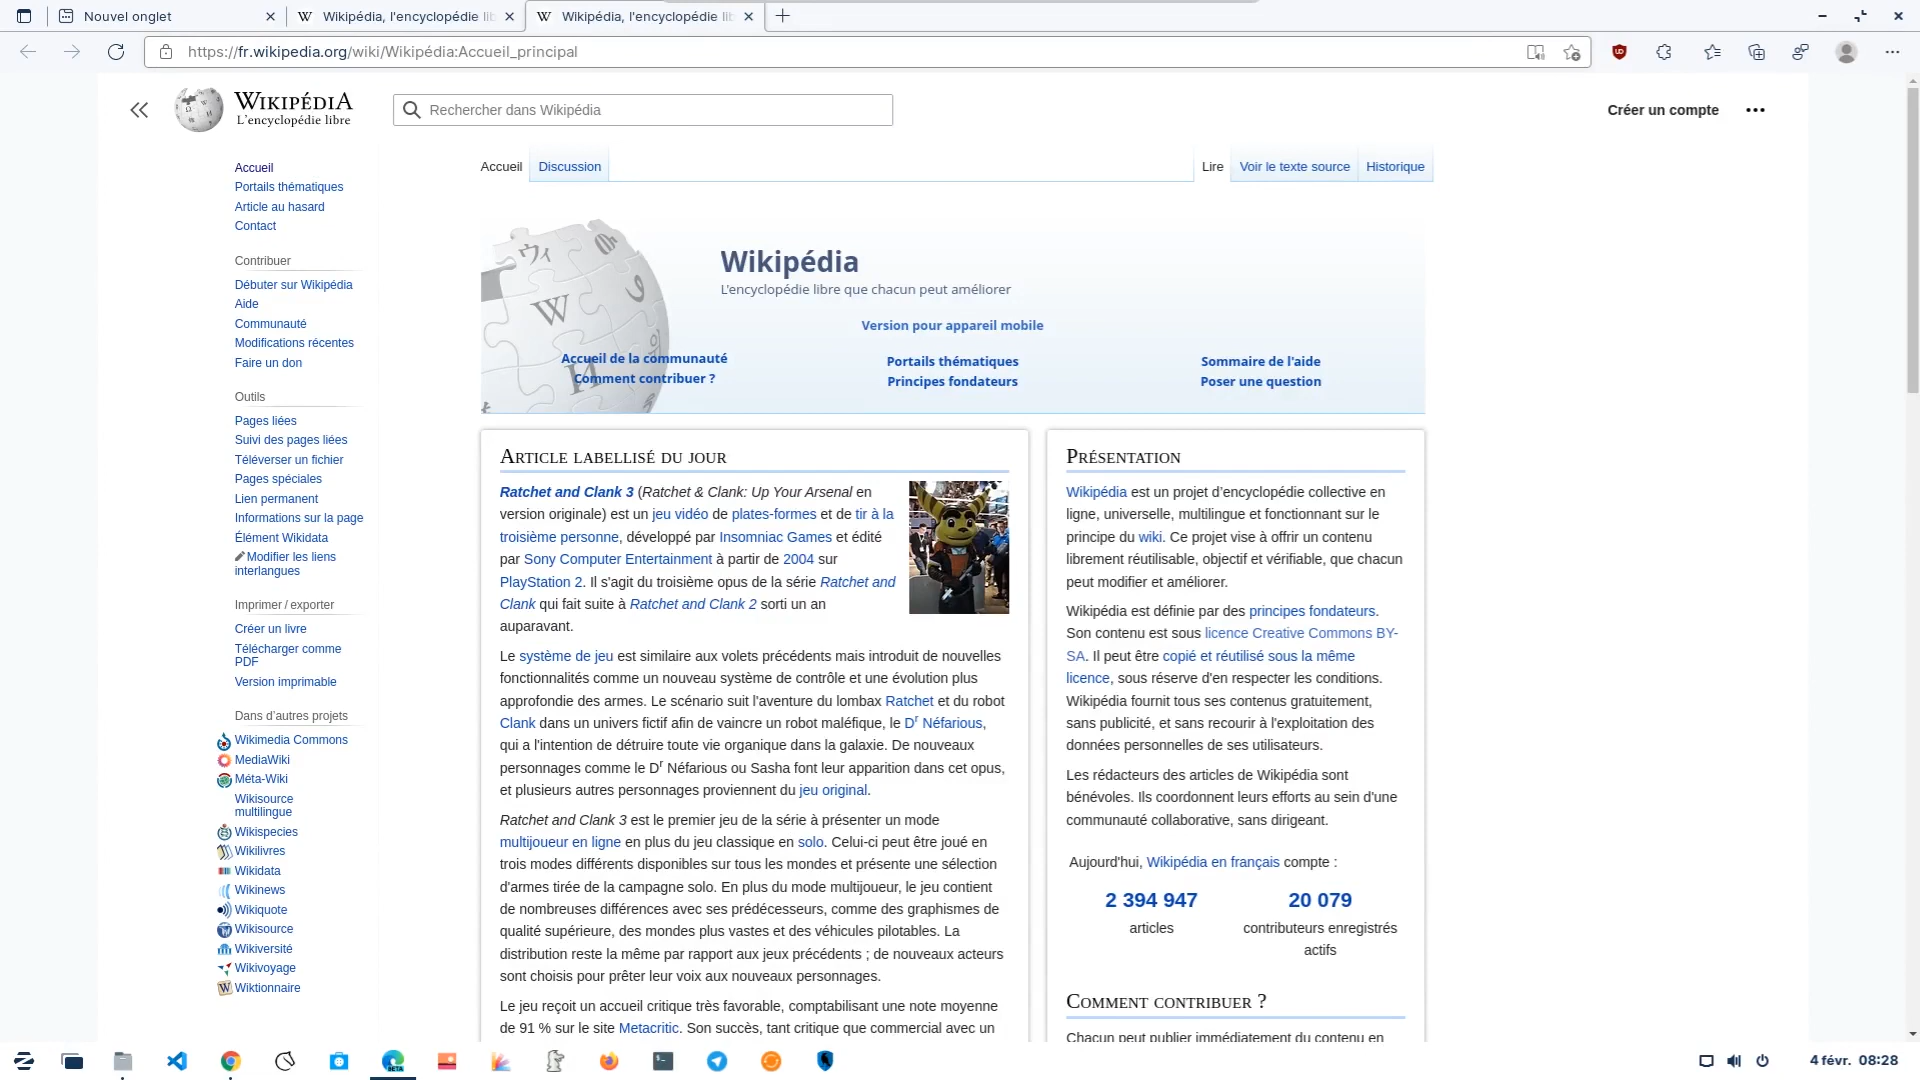 Nouvel onglet
Wikipédia, l'encyclopédie lib
Wikipédia, l'encyclopédie lib
https://fr.wikipedia.org/wiki/Wikipédia:Accueil_principal
WIKIPÉDIA
L'encyclopédie libre
Rechercher dans Wikipédia
Créer un compte
Accueil
Portails thématiques
Article au hasard
Contact
Contribuer
Débuter sur Wikipédia
Aide
Communauté
Modifications récentes
Faire un don
Outils
Pages liées
Suivi des pages liées
Téléverser un fichier
Pages spéciales
Lien permanent
Informations sur la page
Élément Wikidata
Modifier les liens
interlangues
Imprimer / exporter
Créer un livre
Télécharger comme
PDF
Version imprimable
Dans d'autres projets
Wikimedia Commons
MediaWiki
Méta-Wiki
Wikisource
multilingue
Wikispecies
Wikilivres
Wikidata
Wikinews
Wikiquote
Wikisource
Wikiversité
Wikivoyage
Wiktionnaire
Accueil
Discussion
Lire
Voir le texte source
Historique
Wikipédia
L'encyclopédie libre que chacun peut améliorer
Version pour appareil mobile
Accueil de la communauté
Comment contribuer ?
Portails thématiques
Principes fondateurs
Sommaire de l'aide
Poser une question
Article labellisé du jour
Ratchet and Clank 3 (Ratchet & Clank: Up Your Arsenal en
version originale) est un jeu vidéo de plates-formes et de tir à la
troisième personne, développé par Insomniac Games et édité
par Sony Computer Entertainment à partir de 2004 sur
PlayStation 2. Il s'agit du troisième opus de la série Ratchet and
Clank qui fait suite à Ratchet and Clank 2 sorti un an
auparavant.
Le système de jeu est similaire aux volets précédents mais introduit de nouvelles
fonctionnalités comme un nouveau système de contrôle et une évolution plus
approfondie des armes. Le scénario suit l'aventure du lombax Ratchet et du robot
Clank dans un univers fictif afin de vaincre un robot maléfique, le Dr Néfarious,
qui a l'intention de détruire toute vie organique dans la galaxie. De nouveaux
personnages comme le Dr Néfarious ou Sasha font leur apparition dans cet opus,
et plusieurs autres personnages proviennent du jeu original.
Ratchet and Clank 3 est le premier jeu de la série à présenter un mode
multijoueur en ligne en plus du jeu classique en solo. Celui-ci peut être joué en
trois modes différents disponibles sur tous les mondes et présente une sélection
d'armes tirée de la campagne solo. En plus du mode multijoueur, le jeu contient
de nombreuses différences avec ses prédécesseurs, comme des graphismes de
qualité supérieure, des mondes plus vastes et des véhicules pilotables. La
distribution reste la même par rapport aux jeux précédents ; de nouveaux acteurs
sont choisis pour prêter leur voix aux nouveaux personnages.
Le jeu reçoit un accueil critique très favorable, comptabilisant une note moyenne
de 91 % sur le site Metacritic. Son succès, tant critique que commercial avec un
Présentation
Wikipédia est un projet d'encyclopédie collective en
ligne, universelle, multilingue et fonctionnant sur le
principe du wiki. Ce projet vise à offrir un contenu
librement réutilisable, objectif et vérifiable, que chacun
peut modifier et améliorer.
Wikipédia est définie par des principes fondateurs.
Son contenu est sous licence Creative Commons BY-
SA. Il peut être copié et réutilisé sous la même
licence, sous réserve d'en respecter les conditions.
Wikipédia fournit tous ses contenus gratuitement,
sans publicité, et sans recourir à l'exploitation des
données personnelles de ses utilisateurs.
Les rédacteurs des articles de Wikipédia sont
bénévoles. Ils coordonnent leurs efforts au sein d'une
communauté collaborative, sans dirigeant.
Aujourd'hui, Wikipédia en français compte :
2 394 947
articles
20 079
contributeurs enregistrés
actifs
Comment contribuer ?
Chacun peut publier immédiatement du contenu en
4 févr. 08:28